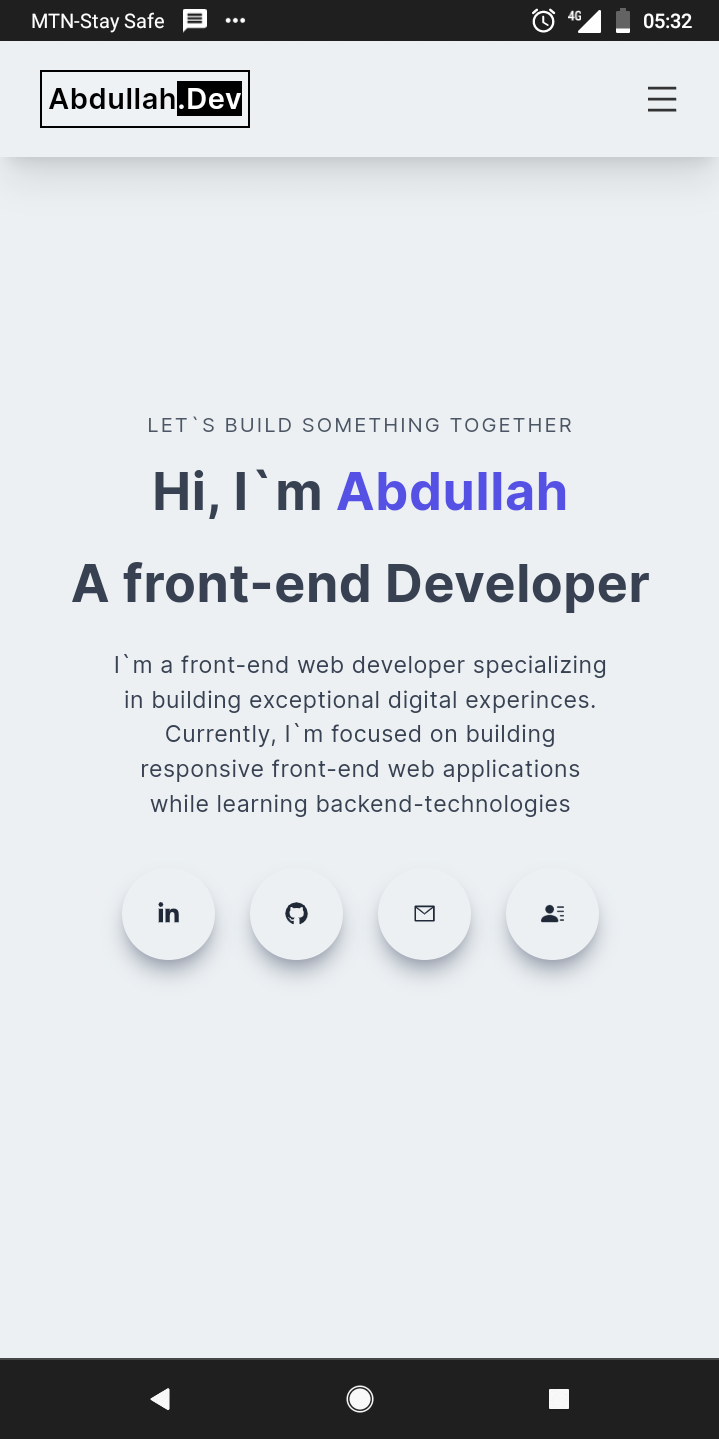 MTN-Stay Safe
4G
05:32
Abdullah.Dev
LET`S BUILD SOMETHING TOGETHER
Hi, I`m Abdullah
A front-end Developer
I`m a front-end web developer specializing
in building exceptional digital experinces.
Currently, I`m focused on building
responsive front-end web applications
while learning backend-technologies
in